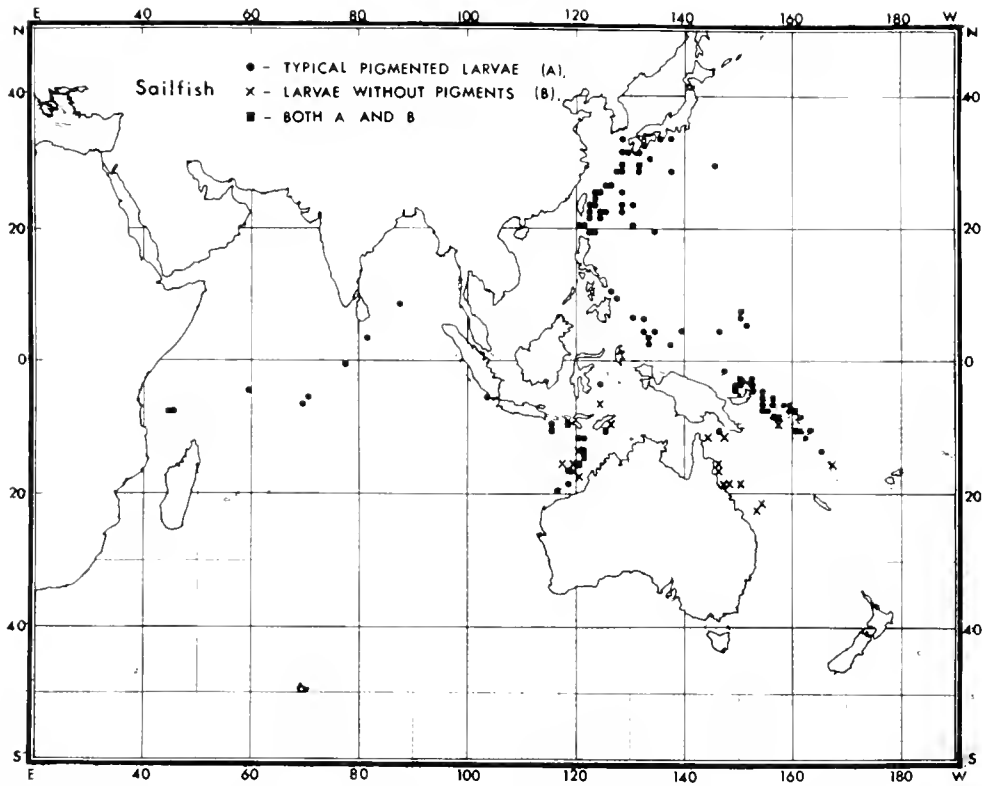 E 40 60 80 100 120 140 160 180 W
N N
Sailfish
● – TYPICAL PIGMENTED LARVAE (A),
x – LARVAE WITHOUT PIGMENTS (B),
■ – BOTH A AND B
40 40
20 20
0 0
20 20
40 40
S S
E 40 60 80 100 120 140 160 180 W